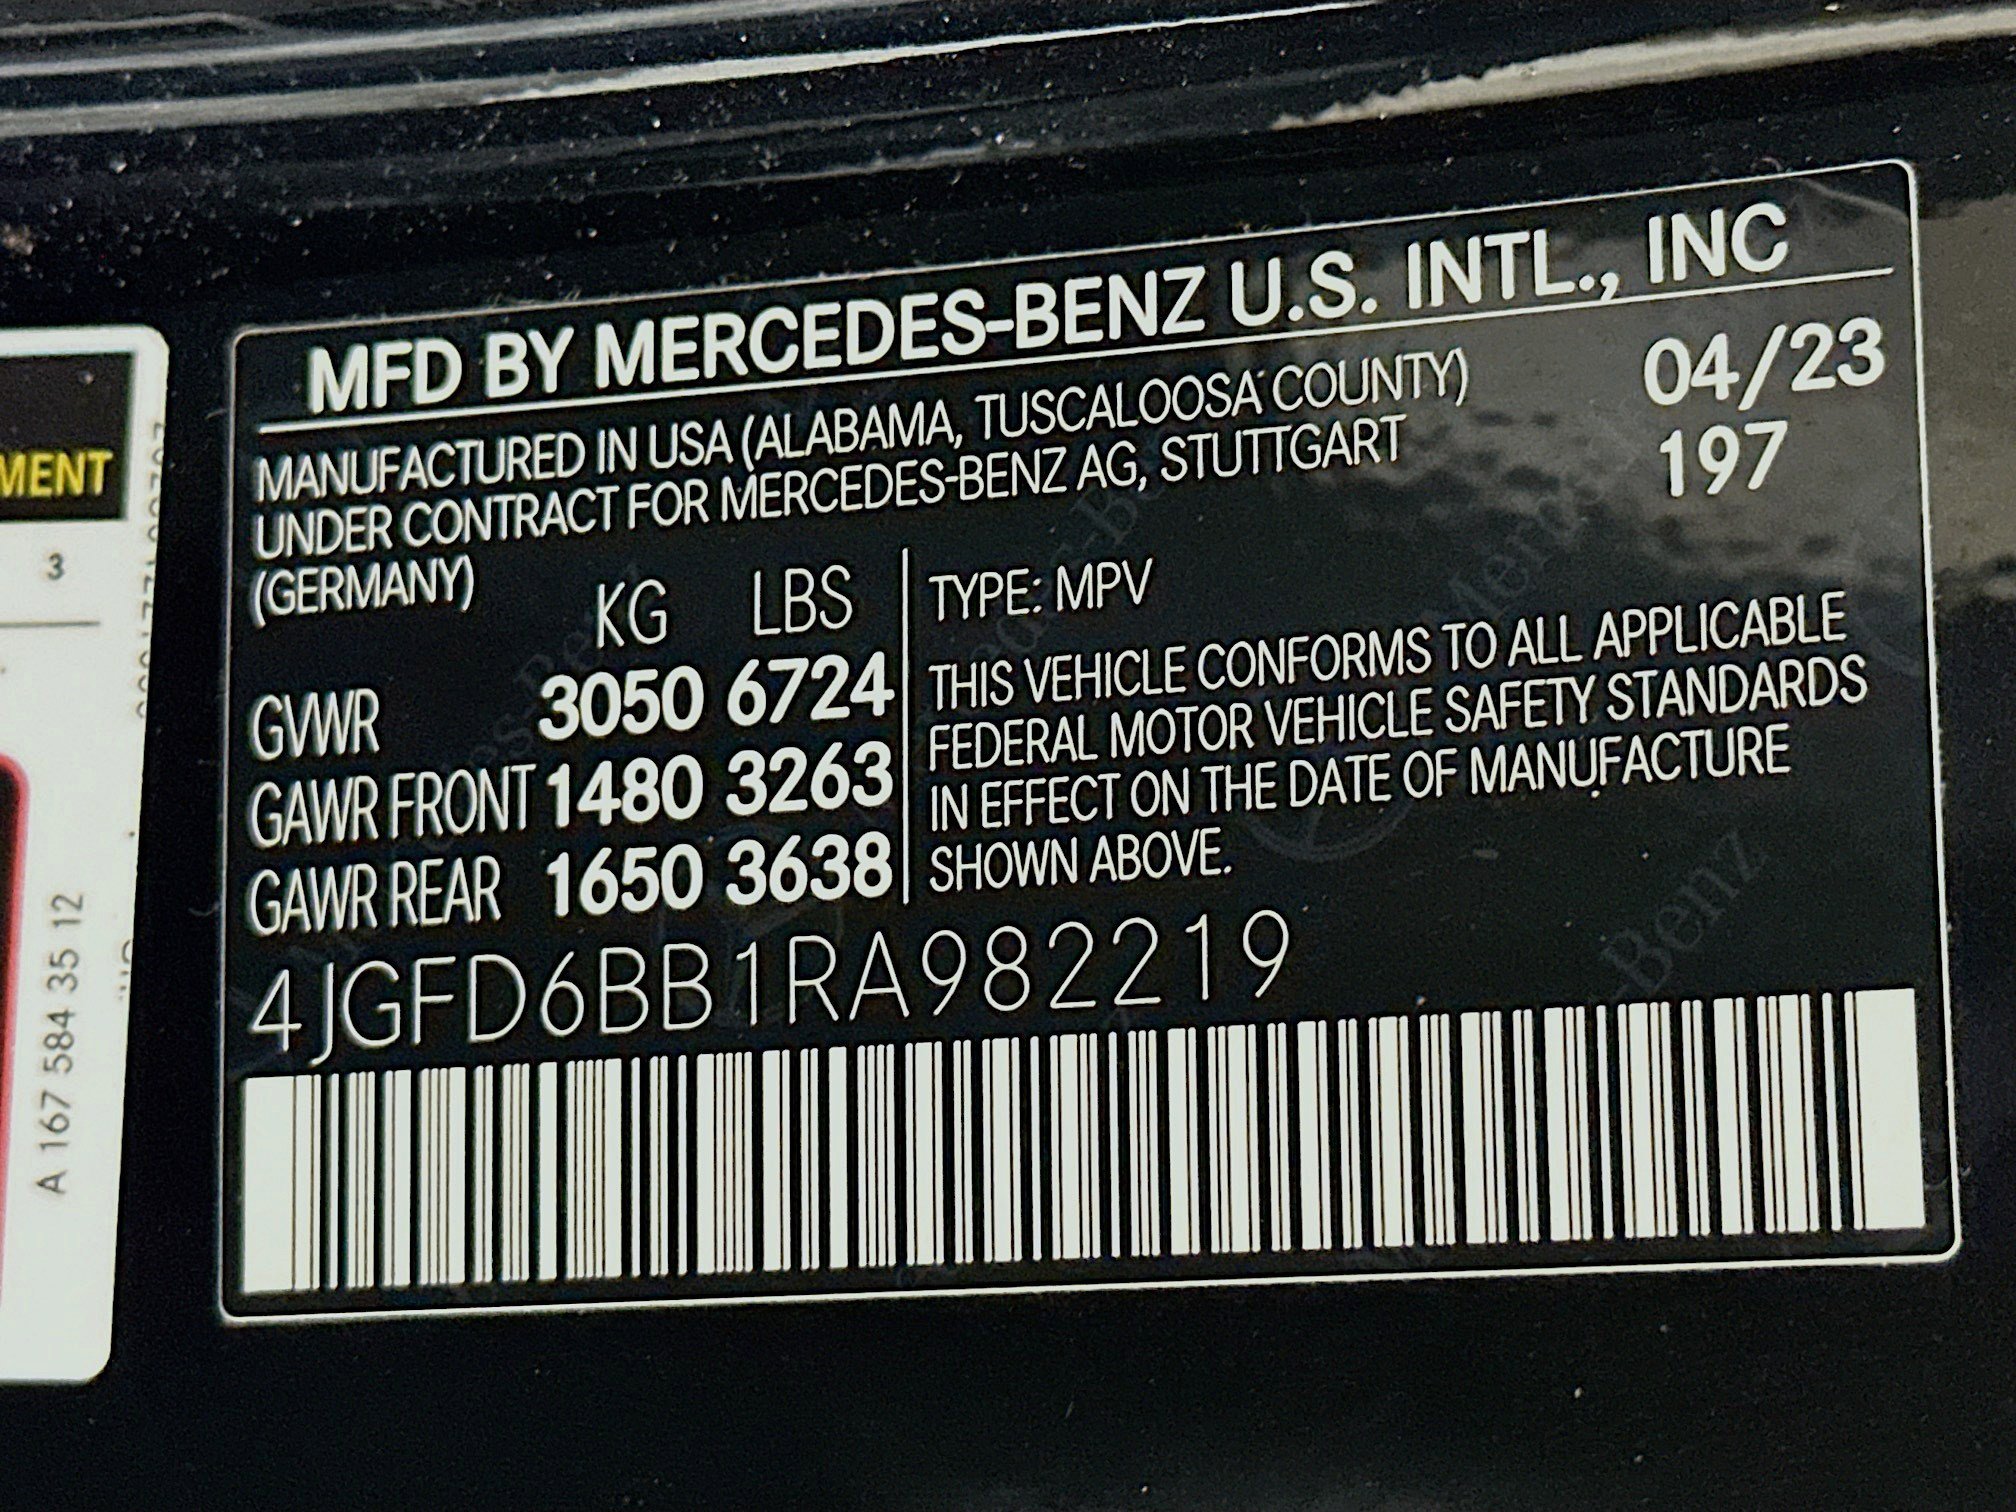 MFD BY MERCEDES-BENZ U.S. INTL., INC
MANUFACTURED IN USA (ALABAMA, TUSCALOOSA COUNTY) 04/23
UNDER CONTRACT FOR MERCEDES-BENZ AG, STUTTGART 197
(GERMANY)
KG LBS
GVWR 3050 6724
GAWR FRONT 1480 3263
GAWR REAR 1650 3638
TYPE: MPV
THIS VEHICLE CONFORMS TO ALL APPLICABLE
FEDERAL MOTOR VEHICLE SAFETY STANDARDS
IN EFFECT ON THE DATE OF MANUFACTURE
SHOWN ABOVE.
4JGFD6BB1RA982219
MENT
3
A 167 584 35 12